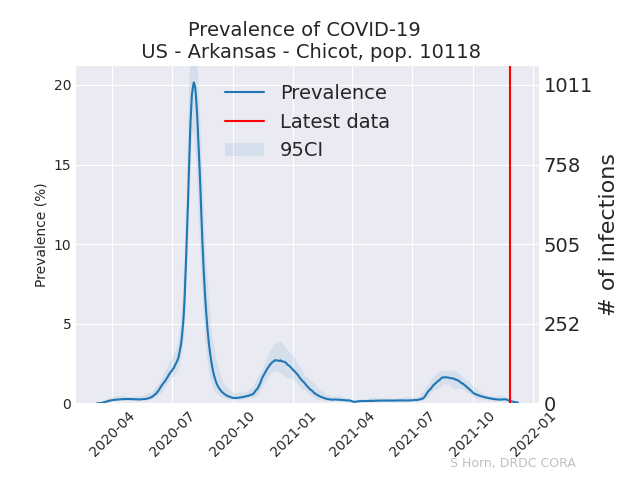 Prevalence of COVID-19
US - Arkansas - Chicot, pop. 10118
Prevalence
Latest data
95CI
Prevalence (%)
20
15
10
5
0
1011
758
505
252
0
# of infections
2020-04
2020-07
2020-10
2021-01
2021-04
2021-07
2021-10
2022-01
S Horn, DRDC CORA